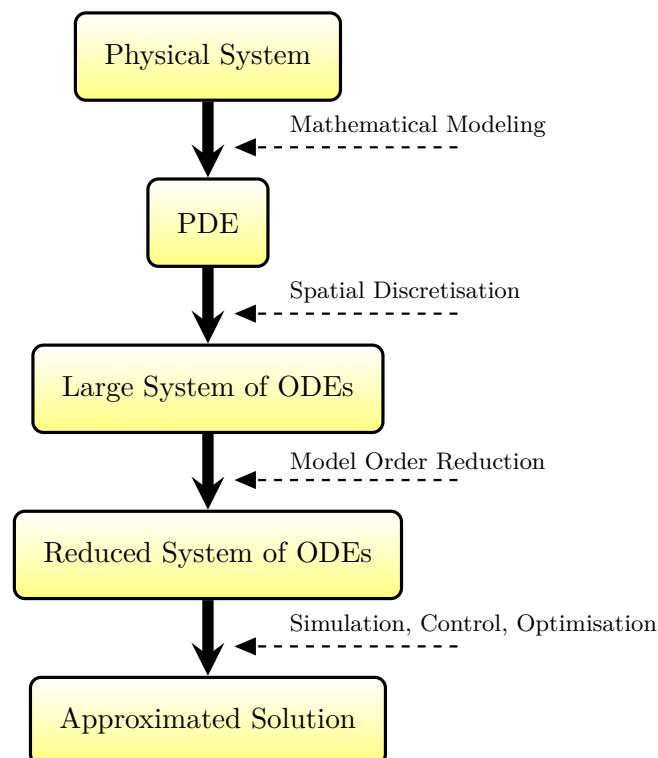 Physical System
Mathematical Modeling
PDE
Spatial Discretisation
Large System of ODEs
Model Order Reduction
Reduced System of ODEs
Simulation, Control, Optimisation
Approximated Solution